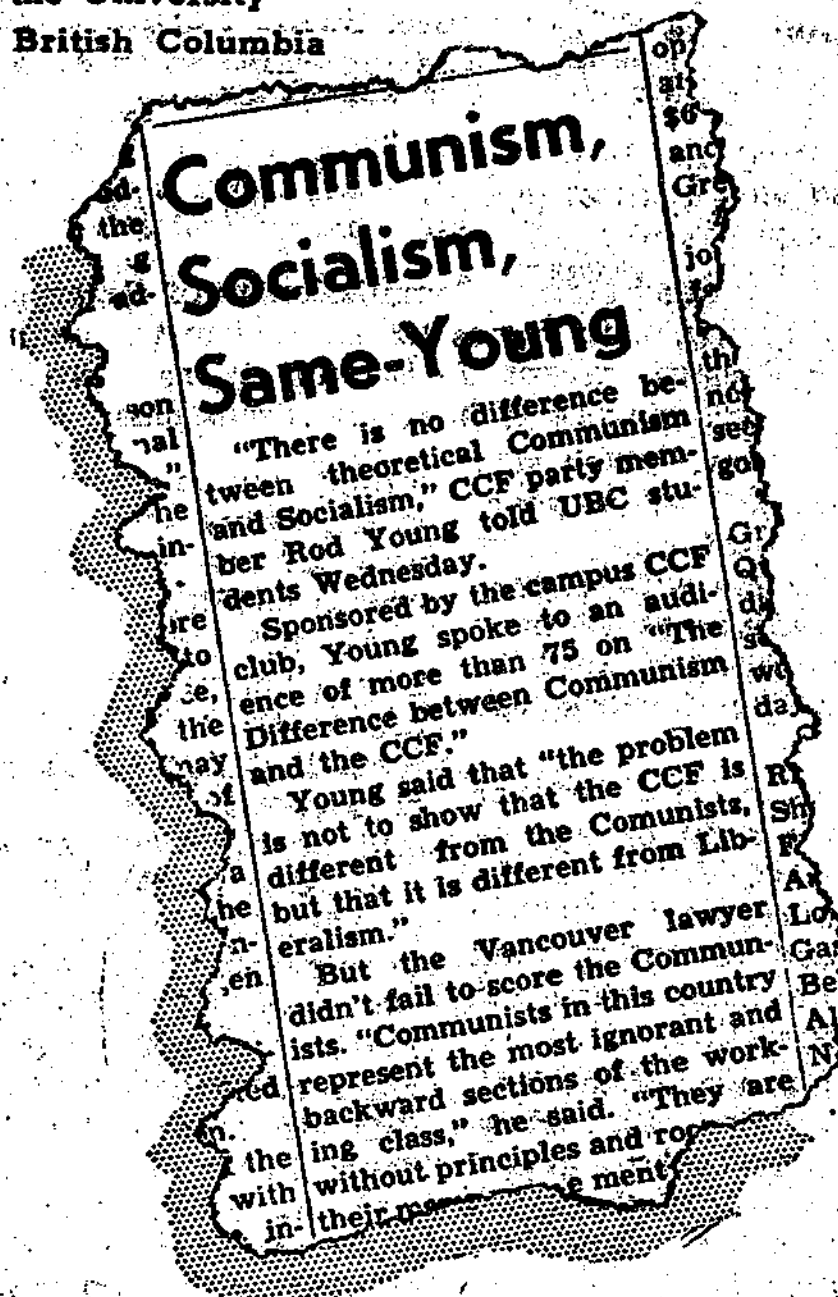 British Columbia
Communism,
Socialism,
Same-Young
"There is no difference be-
tween theoretical Communism
and Socialism," CCF party mem-
ber Rod Young told UBC stu-
dents Wednesday.
Sponsored by the campus CCF
club, Young spoke to an audi-
ence of more than 75 on "The
Difference between Communism
and the CCF."
Young said that "the problem
is not to show that the CCF is
different from the Comunists,
but that it is different from Lib-
eralism."
But the Vancouver lawyer
didn't fail to score the Commun-
ists. "Communists in this country
represent the most ignorant and
backward sections of the work-
ing class," he said. "They are
without principles and
their